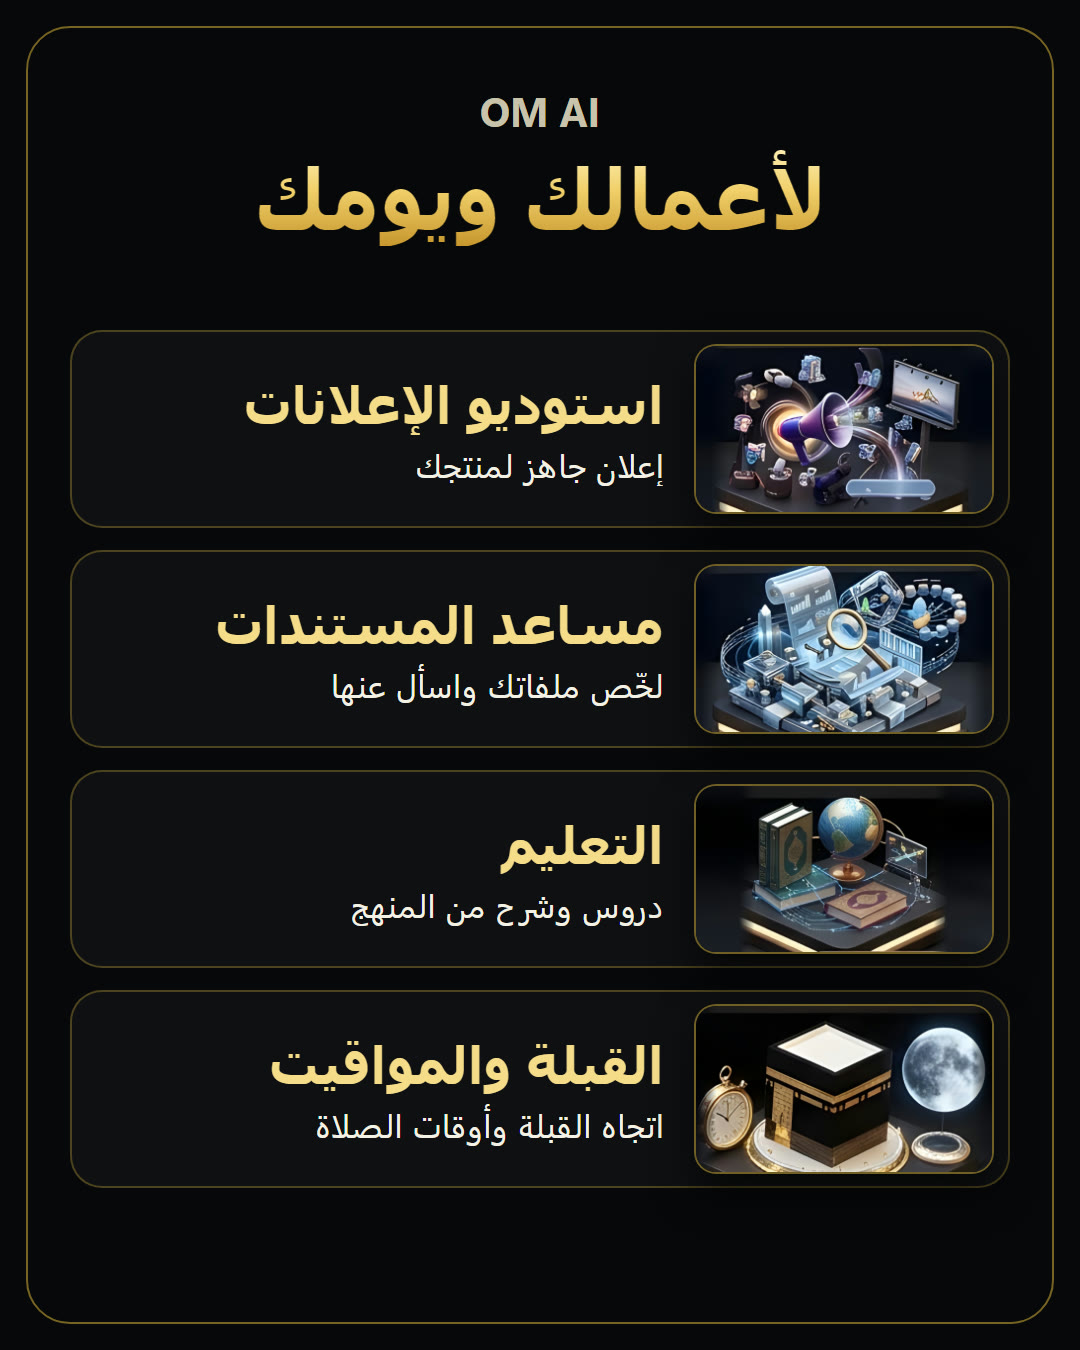 OM AI
لأعمالك ويومك
استوديو الإعلانات
إعلان جاهز لمنتجك
مساعد المستندات
لخّص ملفاتك واسأل عنها
التعليم
دروس وشرح من المنهج
القبلة والمواقيت
اتجاه القبلة وأوقات الصلاة